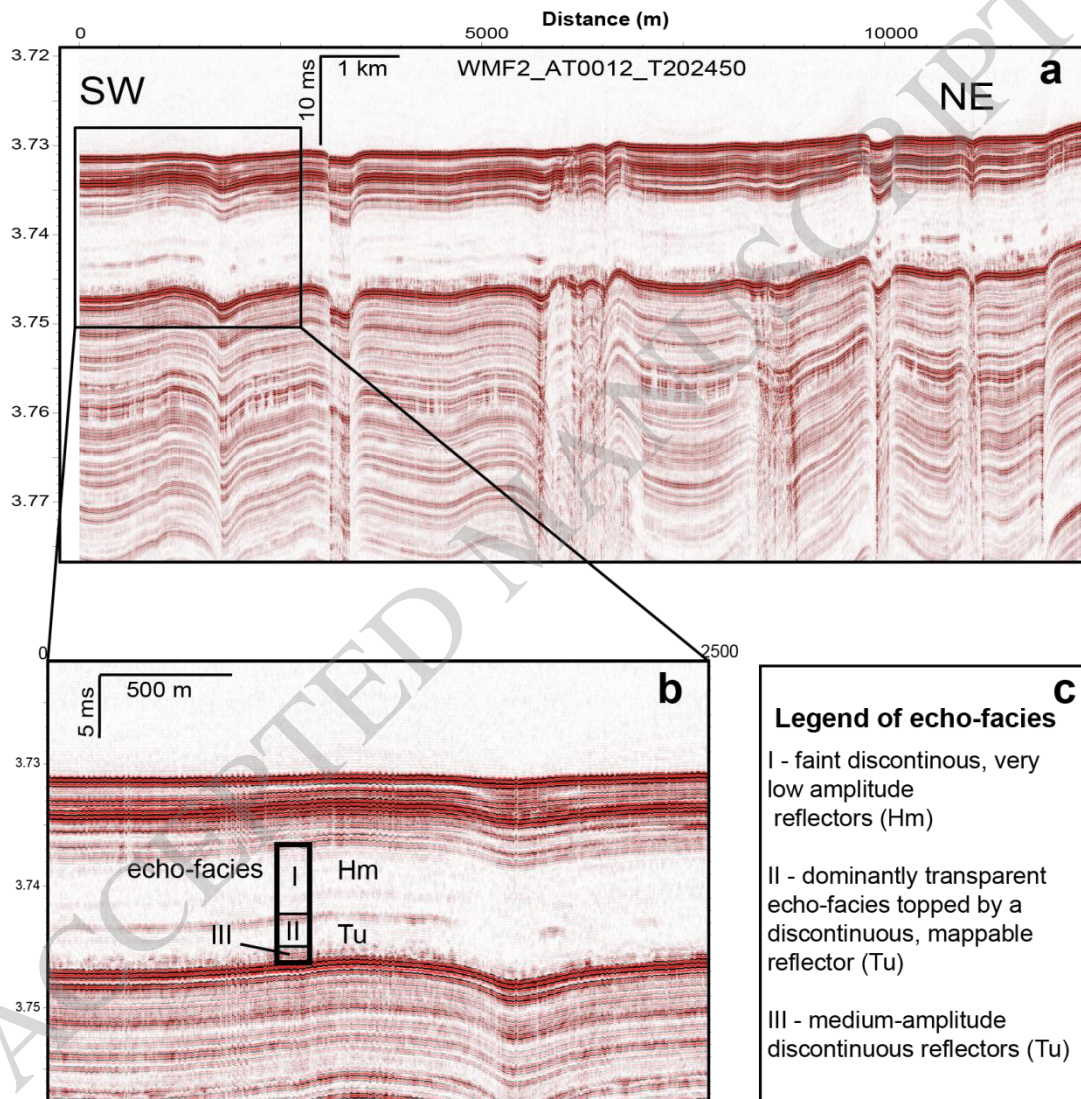 Distance (m)
0 5000 10000
3.72
3.73
3.74
3.75
3.76
3.77
SW
10 ms
1 km
WMF2_AT0012_T202450
NE
a
0 2500
5 ms
500 m
b
3.73
3.74
3.75
echo-facies I Hm
III II Tu
c
Legend of echo-facies
I - faint discontinous, very
low amplitude
reflectors (Hm)
II - dominantly transparent
echo-facies topped by a
discontinuous, mappable
reflector (Tu)
III - medium-amplitude
discontinuous reflectors (Tu)
ACCEPTED MANUSCRIPT